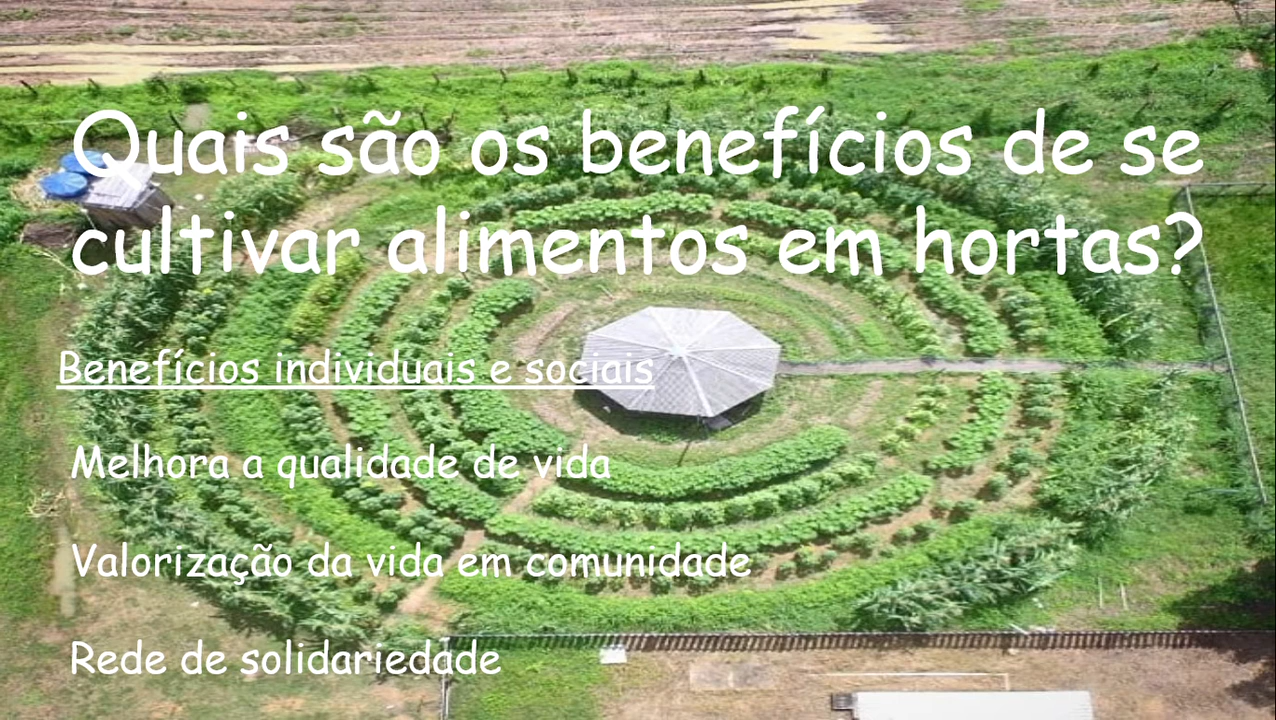 Quais são os benefícios de se
cultivar alimentos em hortas?
Benefícios individuais e sociais
Melhora a qualidade de vida
Valorização da vida em comunidade
Rede de solidariedade